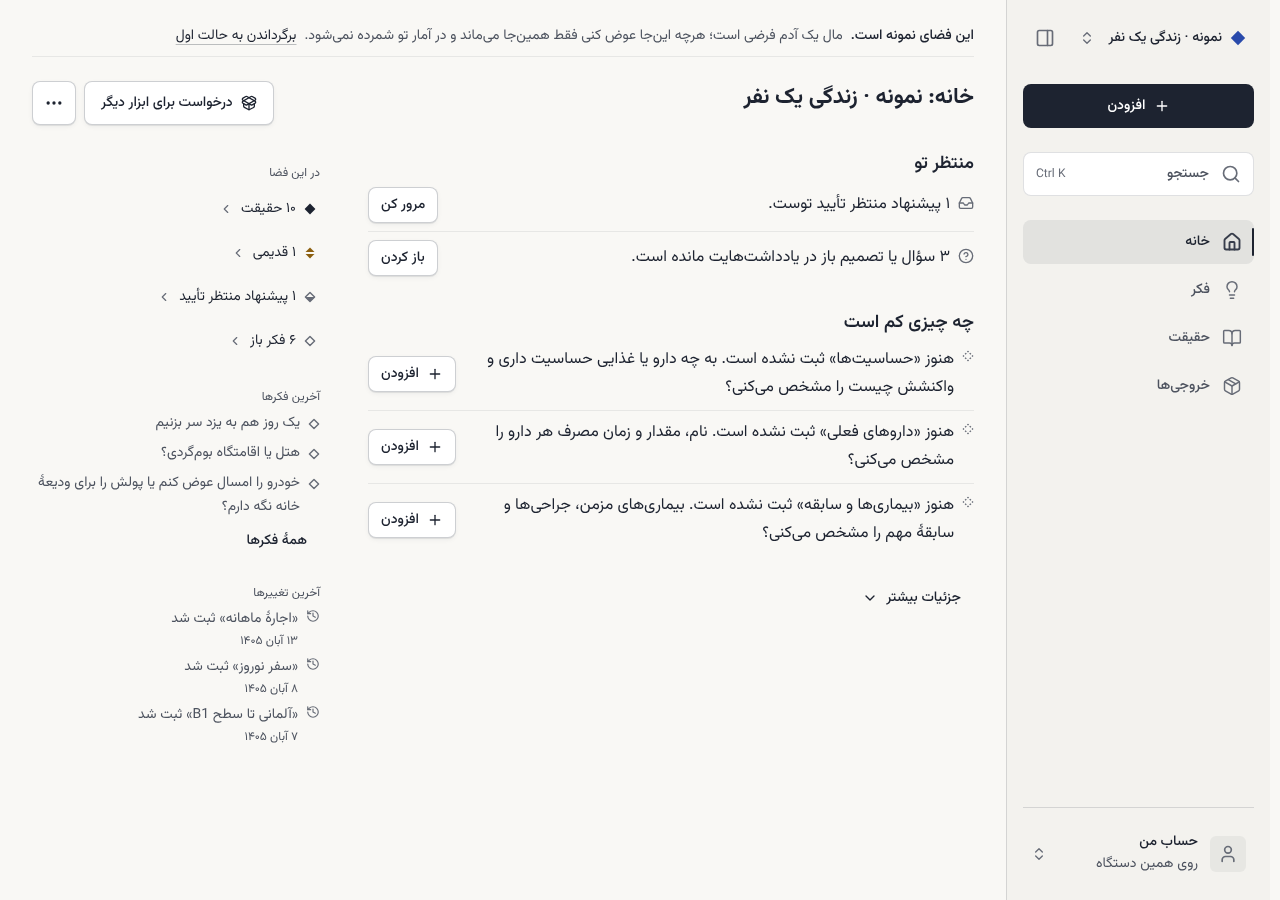 نمونه · زندگی یک نفر
افزودن
جستجو
Ctrl K
خانه
فکر
حقیقت
خروجی‌ها
حساب من
روی همین دستگاه
این فضای نمونه است. مال یک آدم فرضی است؛ هرچه این‌جا عوض کنی فقط همین‌جا می‌ماند و در آمار تو شمرده نمی‌شود. برگرداندن به حالت اول
خانه: نمونه · زندگی یک نفر
درخواست برای ابزار دیگر
منتظر تو
۱ پیشنهاد منتظر تأیید توست.
مرور کن
۳ سؤال یا تصمیم باز در یادداشت‌هایت مانده است.
باز کردن
چه چیزی کم است
هنوز «حساسیت‌ها» ثبت نشده است. به چه دارو یا غذایی حساسیت داری و
واکنشش چیست را مشخص می‌کنی؟
افزودن
هنوز «داروهای فعلی» ثبت نشده است. نام، مقدار و زمان مصرف هر دارو را
مشخص می‌کنی؟
افزودن
هنوز «بیماری‌ها و سابقه» ثبت نشده است. بیماری‌های مزمن، جراحی‌ها و
سابقهٔ مهم را مشخص می‌کنی؟
افزودن
جزئیات بیشتر
در این فضا
۱۰ حقیقت
۱ قدیمی
۱ پیشنهاد منتظر تأیید
۶ فکر باز
آخرین فکرها
یک روز هم به یزد سر بزنیم
هتل یا اقامتگاه بوم‌گردی؟
خودرو را امسال عوض کنم یا پولش را برای ودیعهٔ
خانه نگه دارم؟
همهٔ فکرها
آخرین تغییرها
«اجارهٔ ماهانه» ثبت شد
۱۳ آبان ۱۴۰۵
«سفر نوروز» ثبت شد
۸ آبان ۱۴۰۵
«آلمانی تا سطح B1» ثبت شد
۷ آبان ۱۴۰۵